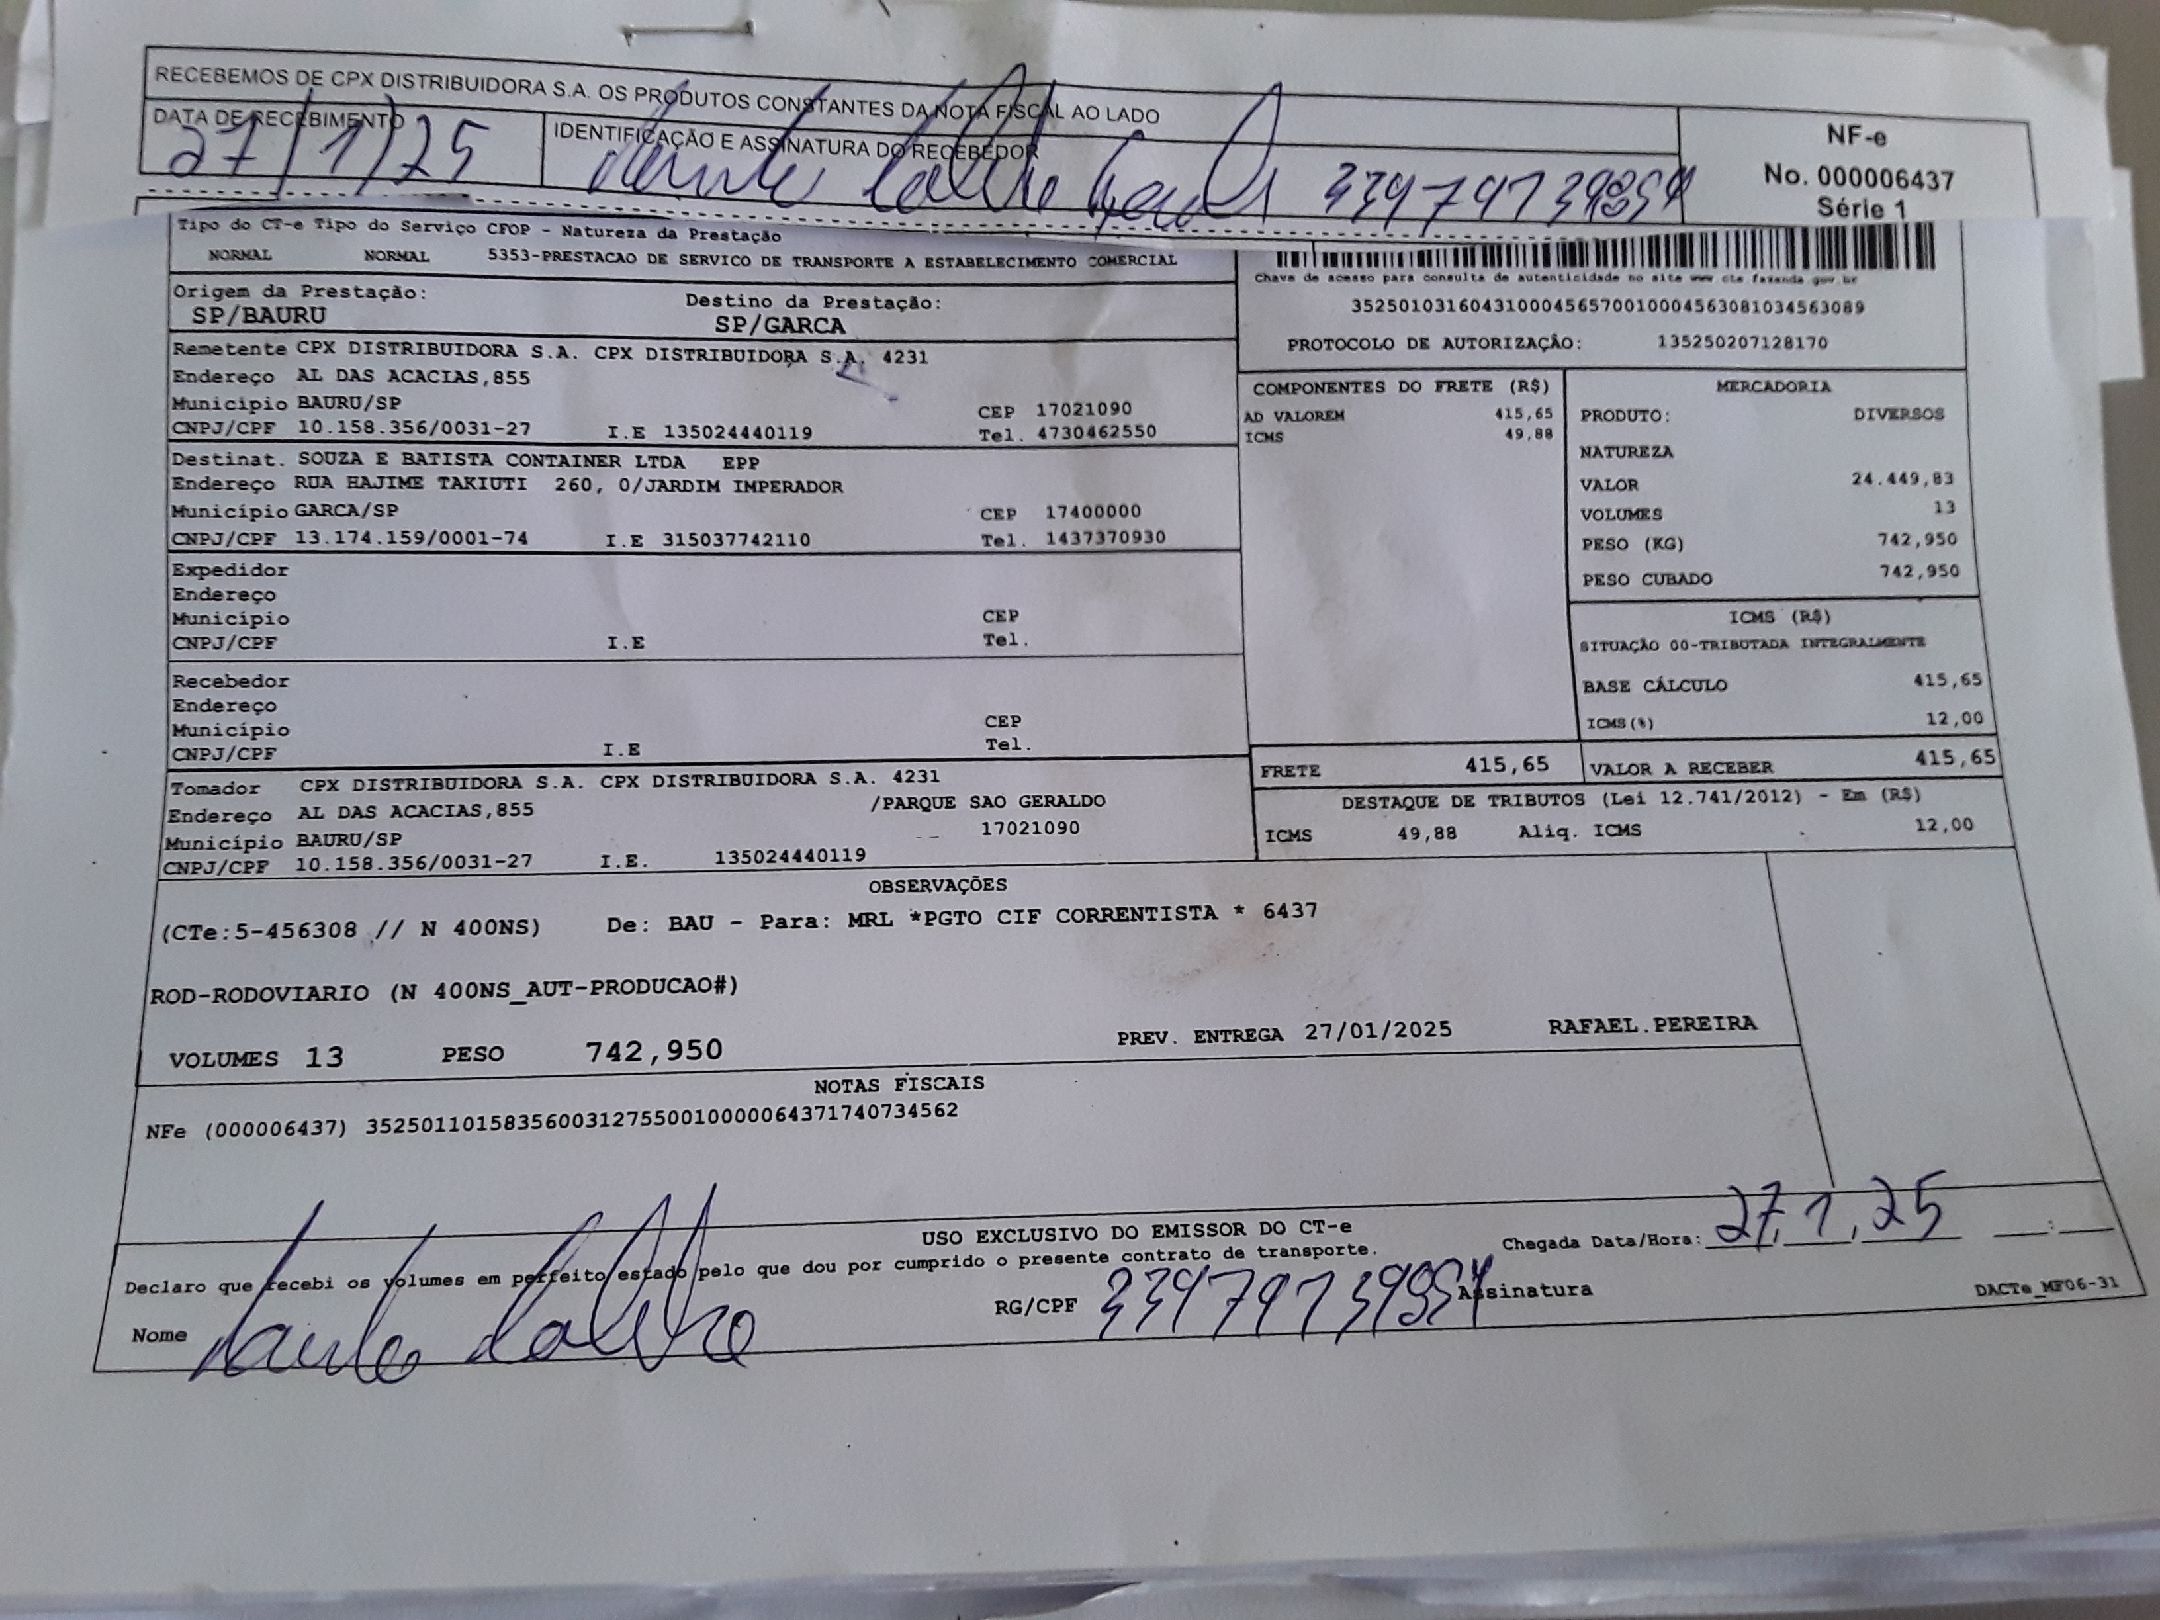 RECEBEMOS DE CPX DISTRIBUIDORA S.A. OS PRODUTOS CONSTANTES DA NOTA FISCAL AO LADO
DATA DE RECEBIMENTO
27/1/25
IDENTIFICAÇÃO E ASSINATURA DO RECEBEDOR
NF-e
No. 000006437
Série 1
Tipo do CT-e Tipo do Serviço CFOP - Natureza da Prestação
NORMAL NORMAL 5353-PRESTACAO DE SERVICO DE TRANSPORTE A ESTABELECIMENTO COMERCIAL
Origem da Prestação: Destino da Prestação:
SP/BAURU SP/GARCA
Chave de acesso para consulta de autenticidade no site www cte fazenda gov br
35250103160431000456570010004563081034563089
PROTOCOLO DE AUTORIZAÇÃO: 135250207128170
Remetente CPX DISTRIBUIDORA S.A. CPX DISTRIBUIDORA S.A. 4231
Endereço AL DAS ACACIAS,855
Município BAURU/SP CEP 17021090
CNPJ/CPF 10.158.356/0031-27 I.E 135024440119 Tel. 4730462550
Destinat. SOUZA E BATISTA CONTAINER LTDA EPP
Endereço RUA HAJIME TAKIUTI 260, 0/JARDIM IMPERADOR
Município GARCA/SP CEP 17400000
CNPJ/CPF 13.174.159/0001-74 I.E 315037742110 Tel. 1437370930
Expedidor
Endereço
Município CEP
CNPJ/CPF I.E Tel.
Recebedor
Endereço
Município CEP
CNPJ/CPF I.E Tel.
Tomador CPX DISTRIBUIDORA S.A. CPX DISTRIBUIDORA S.A. 4231
Endereço AL DAS ACACIAS,855 /PARQUE SAO GERALDO
Município BAURU/SP 17021090
CNPJ/CPF 10.158.356/0031-27 I.E. 135024440119
COMPONENTES DO FRETE (R$)
AD VALOREM 415,65
ICMS 49,88
MERCADORIA
PRODUTO: DIVERSOS
NATUREZA
VALOR 24.449,83
VOLUMES 13
PESO (KG) 742,950
PESO CUBADO 742,950
ICMS (R$)
SITUAÇÃO 00-TRIBUTADA INTEGRALMENTE
BASE CÁLCULO 415,65
ICMS(%) 12,00
FRETE 415,65 VALOR A RECEBER 415,65
DESTAQUE DE TRIBUTOS (Lei 12.741/2012) - Em (R$)
ICMS 49,88 Aliq. ICMS 12,00
OBSERVAÇÕES
(CTe:5-456308 // N 400NS) De: BAU - Para: MRL *PGTO CIF CORRENTISTA * 6437
ROD-RODOVIARIO (N 400NS_AUT-PRODUCAO#)
VOLUMES 13 PESO 742,950 PREV. ENTREGA 27/01/2025 RAFAEL.PEREIRA
NOTAS FISCAIS
NFe (000006437) 35250110158356003127550010000064371740734562
USO EXCLUSIVO DO EMISSOR DO CT-e
Declaro que recebi os volumes em perfeito estado pelo que dou por cumprido o presente contrato de transporte.
Chegada Data/Hora: 27 1 25 :
Nome RG/CPF Assinatura
DACTe_MF06-31